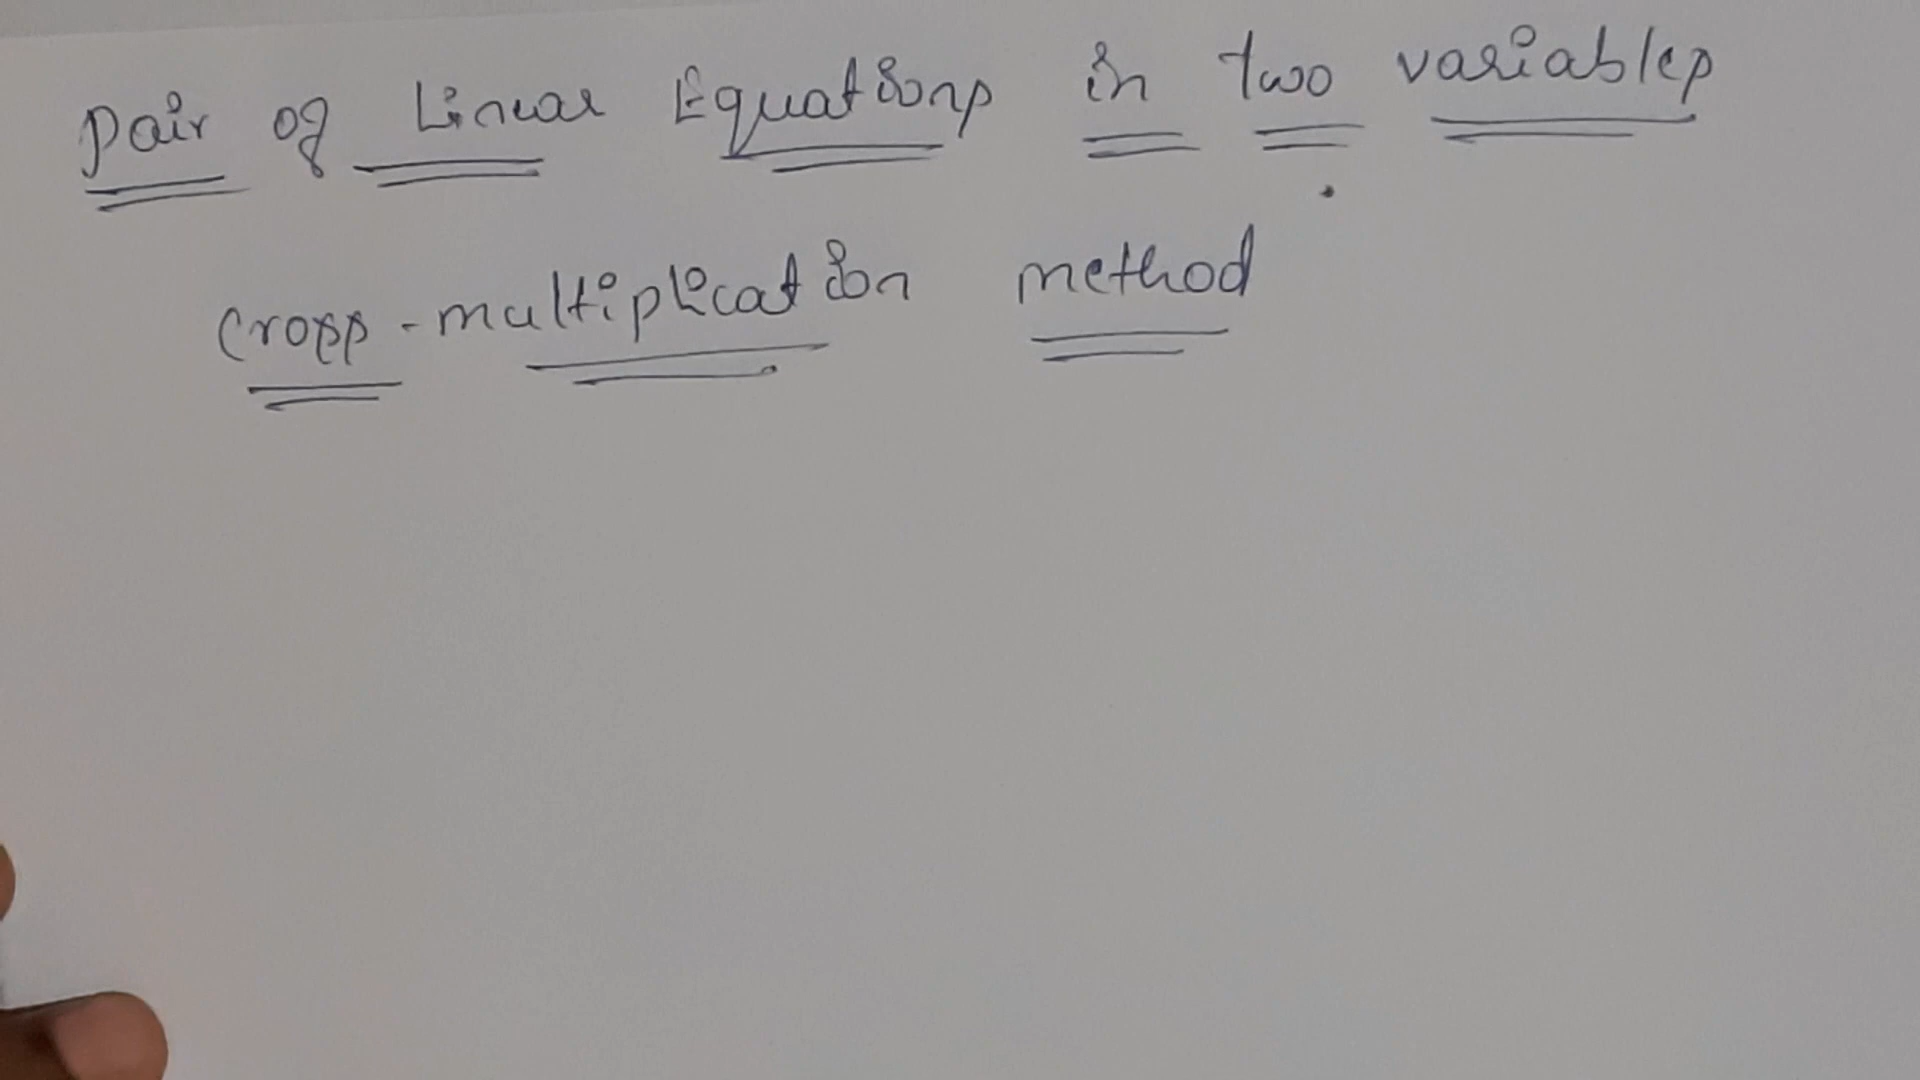 Pair of Linear Equations in two variables
Cross-multiplication method